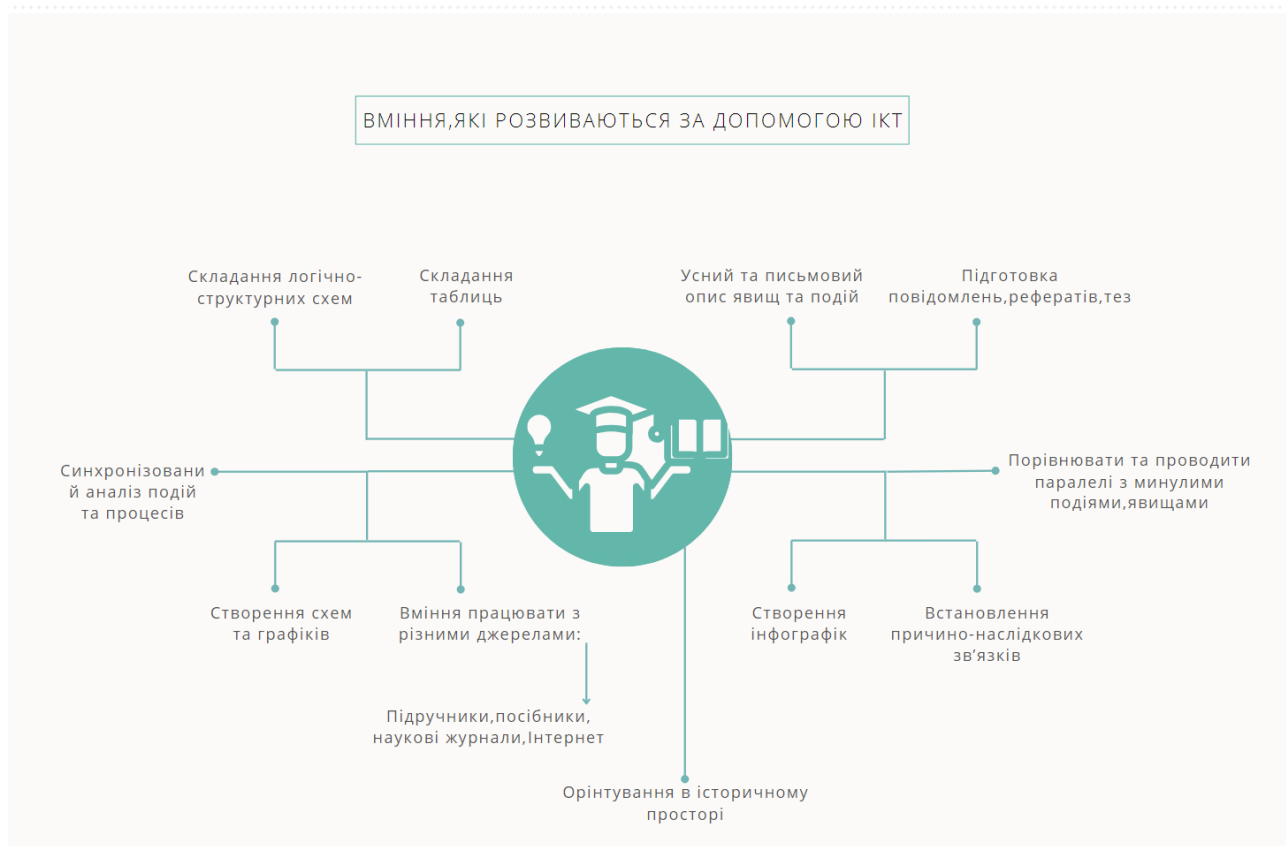 ВМІННЯ,ЯКІ РОЗВИВАЮТЬСЯ ЗА ДОПОМОГОЮ ІКТ
Складання логічно-
структурних схем
Складання
таблиць
Усний та письмовий
опис явищ та подій
Підготовка
повідомлень,рефератів,тез
Синхронізовани
й аналіз подій
та процесів
Порівнювати та проводити
паралелі з минулими
подіями,явищами
Створення схем
та графіків
Вміння працювати з
різними джерелами:
Створення
інфографік
Встановлення
причино-наслідкових
зв’язків
Підручники,посібники,
наукові журнали,Інтернет
Орінтування в історичному
просторі